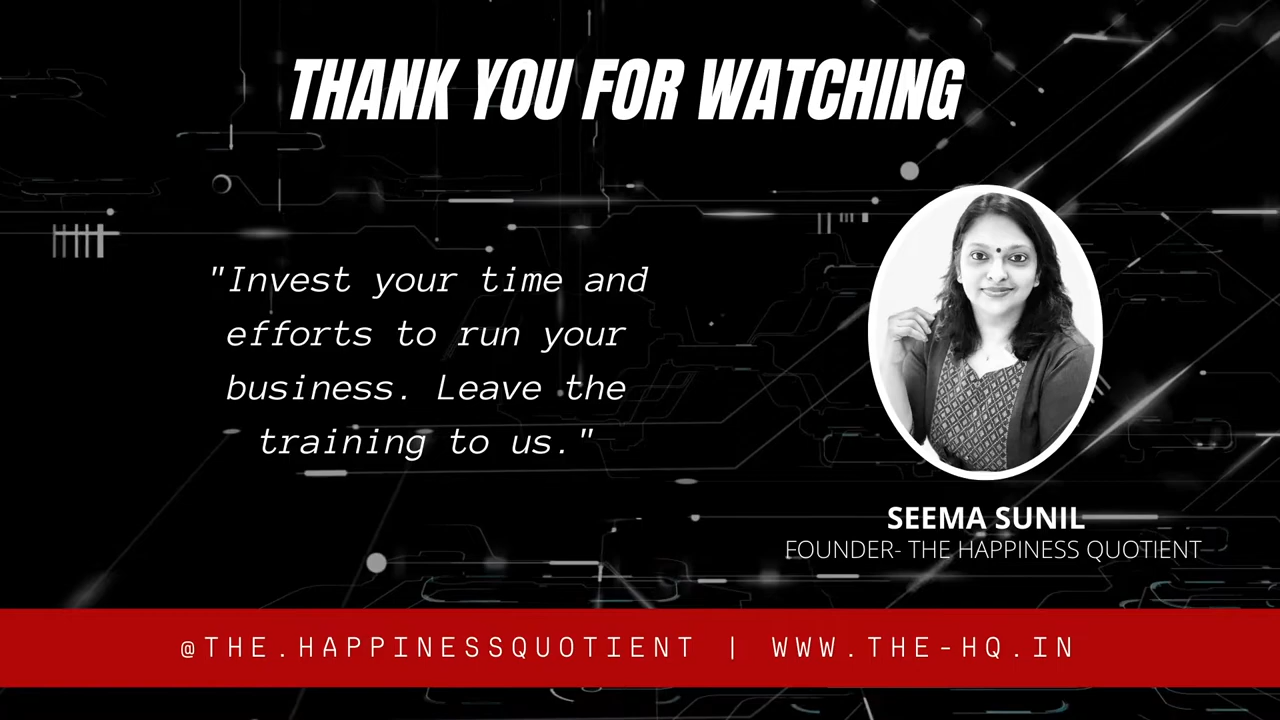 THANK YOU FOR WATCHING
"Invest your time and
efforts to run your
business. Leave the
training to us."
SEEMA SUNIL
FOUNDER- THE HAPPINESS QUOTIENT
@THE.HAPPINESSQUOTIENT | WWW.THE-HQ.IN